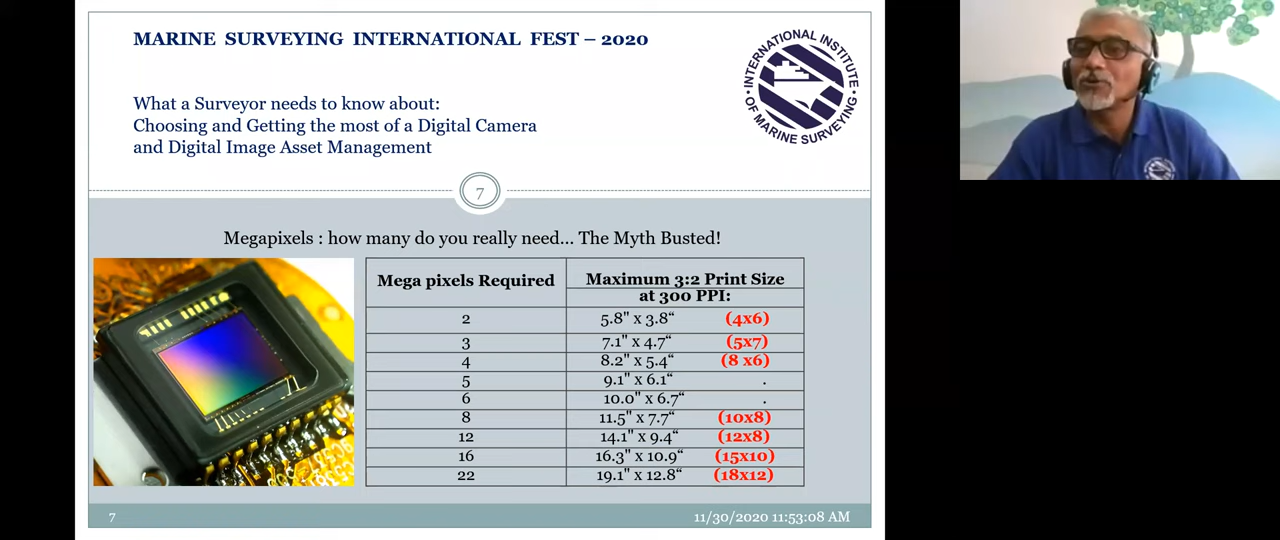 MARINE SURVEYING INTERNATIONAL FEST – 2020
INTERNATIONAL INSTITUTE
• OF MARINE SURVEYING •
What a Surveyor needs to know about:
Choosing and Getting the most of a Digital Camera
and Digital Image Asset Management
7
Megapixels : how many do you really need... The Myth Busted!
Mega pixels Required Maximum 3:2 Print Size
at 300 PPI:
2 5.8" x 3.8“ (4x6)
3 7.1" x 4.7“ (5x7)
4 8.2" x 5.4“ (8 x6)
5 9.1" x 6.1“ .
6 10.0" x 6.7“ .
8 11.5" x 7.7“ (10x8)
12 14.1" x 9.4“ (12x8)
16 16.3" x 10.9“ (15x10)
22 19.1" x 12.8“ (18x12)
7 11/30/2020 11:53:08 AM